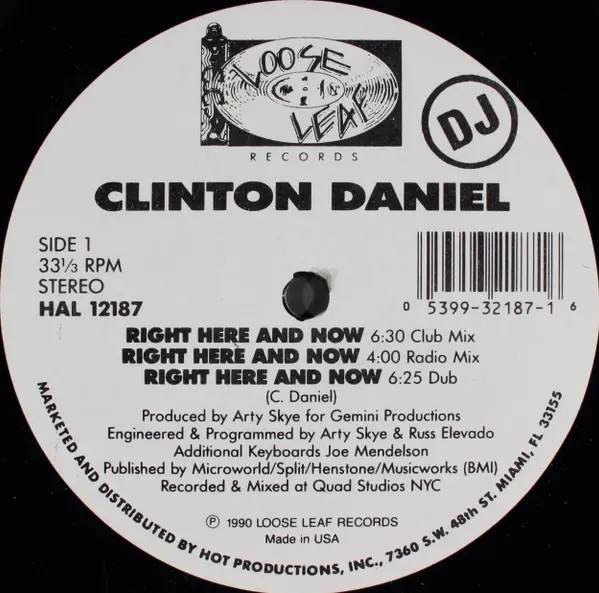 LOOSE
LEAF
RECORDS
DJ
CLINTON DANIEL
SIDE 1
33⅓ RPM
STEREO
HAL 12187
0 5399-32187-1 6
RIGHT HERE AND NOW 6:30 Club Mix
RIGHT HERE AND NOW 4:00 Radio Mix
RIGHT HERE AND NOW 6:25 Dub
(C. Daniel)
Produced by Arty Skye for Gemini Productions
Engineered & Programmed by Arty Skye & Russ Elevado
Additional Keyboards Joe Mendelson
Published by Microworld/Split/Henstone/Musicworks (BMI)
Recorded & Mixed at Quad Studios NYC
℗ 1990 LOOSE LEAF RECORDS
Made in USA
MARKETED AND DISTRIBUTED BY HOT PRODUCTIONS, INC., 7360 S.W. 48th ST. MIAMI, FL 33155